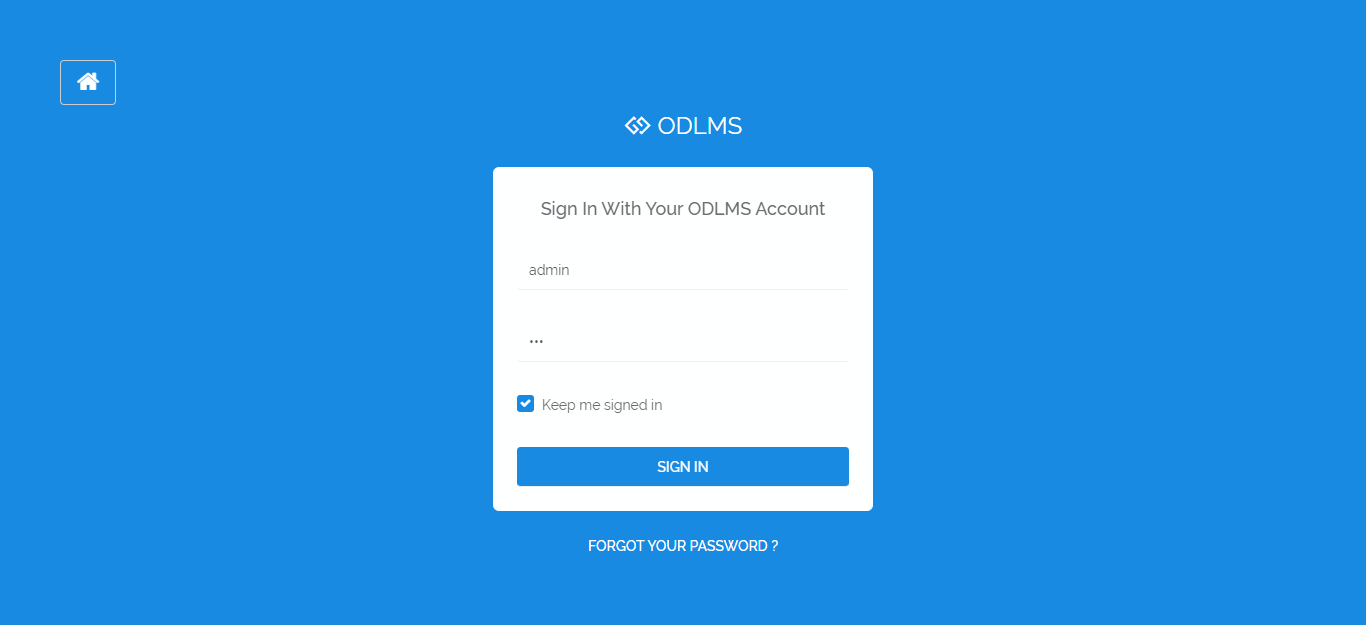 ODLMS
Sign In With Your ODLMS Account
admin
•••
Keep me signed in
SIGN IN
FORGOT YOUR PASSWORD ?